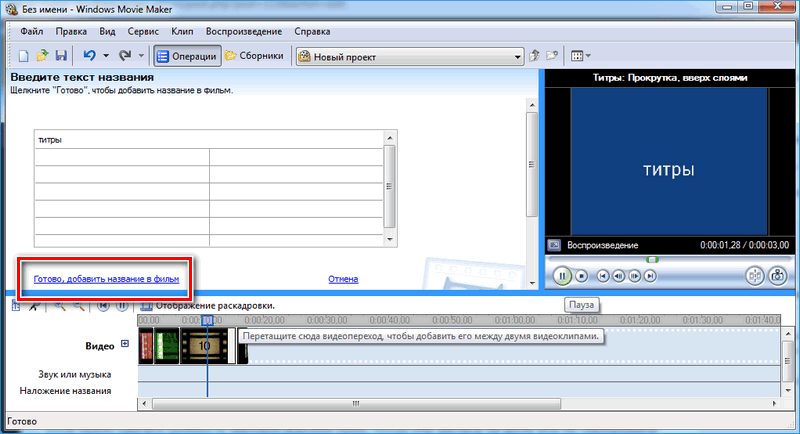 Без имени - Windows Movie Maker
Файл Правка Вид Сервис Клип Воспроизведение Справка
Операции Сборники Новый проект
Введите текст названия
Щелкните "Готово", чтобы добавить название в фильм.
титры
Готово, добавить название в фильм Отмена
Титры: Прокрутка, вверх слоями
титры
Воспроизведение 0:00:01,28 / 0:00:03,00
Пауза
Отображение раскадровки.
00,00 0:00:20,00 0:00:30,00 0:00:40,00 0:00:50,00 0:01:00,00 0:01:10,00 0:01:20,00 0:01:30,00 0:01:40,0
Видео
10
Перетащите сюда видеопереход, чтобы добавить его между двумя видеоклипами.
Звук или музыка
Наложение названия
Готово